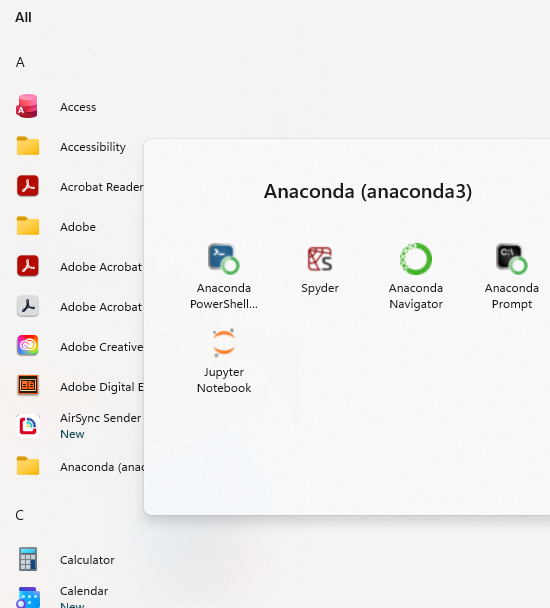 All
A
Access
Accessibility
Acrobat Reader
Adobe
Adobe Acrobat
Adobe Acrobat
Adobe Creative
Adobe Digital E
AirSync Sender
New
Anaconda (anac
C
Calculator
Calendar
New
Anaconda (anaconda3)
Anaconda
PowerShell...
Spyder
Anaconda
Navigator
Anaconda
Prompt
Jupyter
Notebook